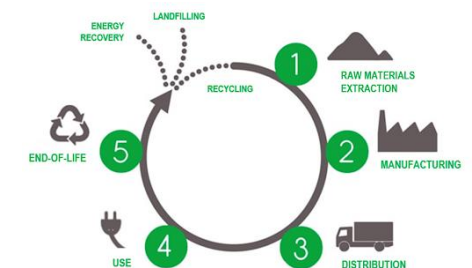 LANDFILLING
ENERGY
RECOVERY
RECYCLING
1
RAW MATERIALS
EXTRACTION
2
MANUFACTURING
3
DISTRIBUTION
4
USE
5
END-OF-LIFE